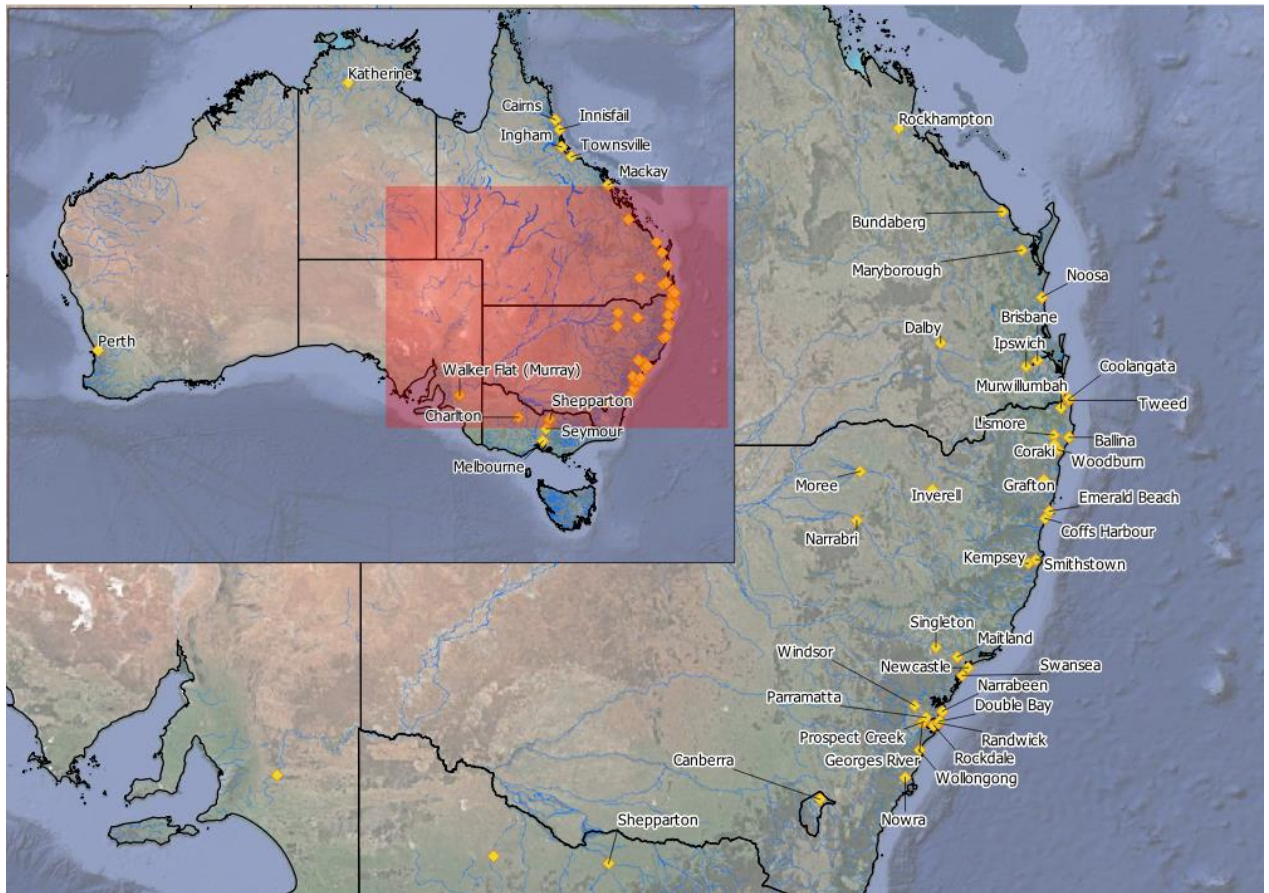 Katherine
Cairns
Innisfail
Ingham
Townsville
Mackay
Perth
Walker Flat (Murray)
Charlton
Shepparton
Seymour
Melbourne
Rockhampton
Bundaberg
Maryborough
Noosa
Brisbane
Dalby
Ipswich
Coolangata
Murwillumbah
Tweed
Lismore
Ballina
Coraki
Woodburn
Moree
Inverell
Grafton
Emerald Beach
Coffs Harbour
Narrabri
Kempsey
Smithstown
Singleton
Maitland
Windsor
Newcastle
Swansea
Narrabeen
Parramatta
Double Bay
Prospect Creek
Randwick
Rockdale
Georges River
Wollongong
Canberra
Nowra
Shepparton